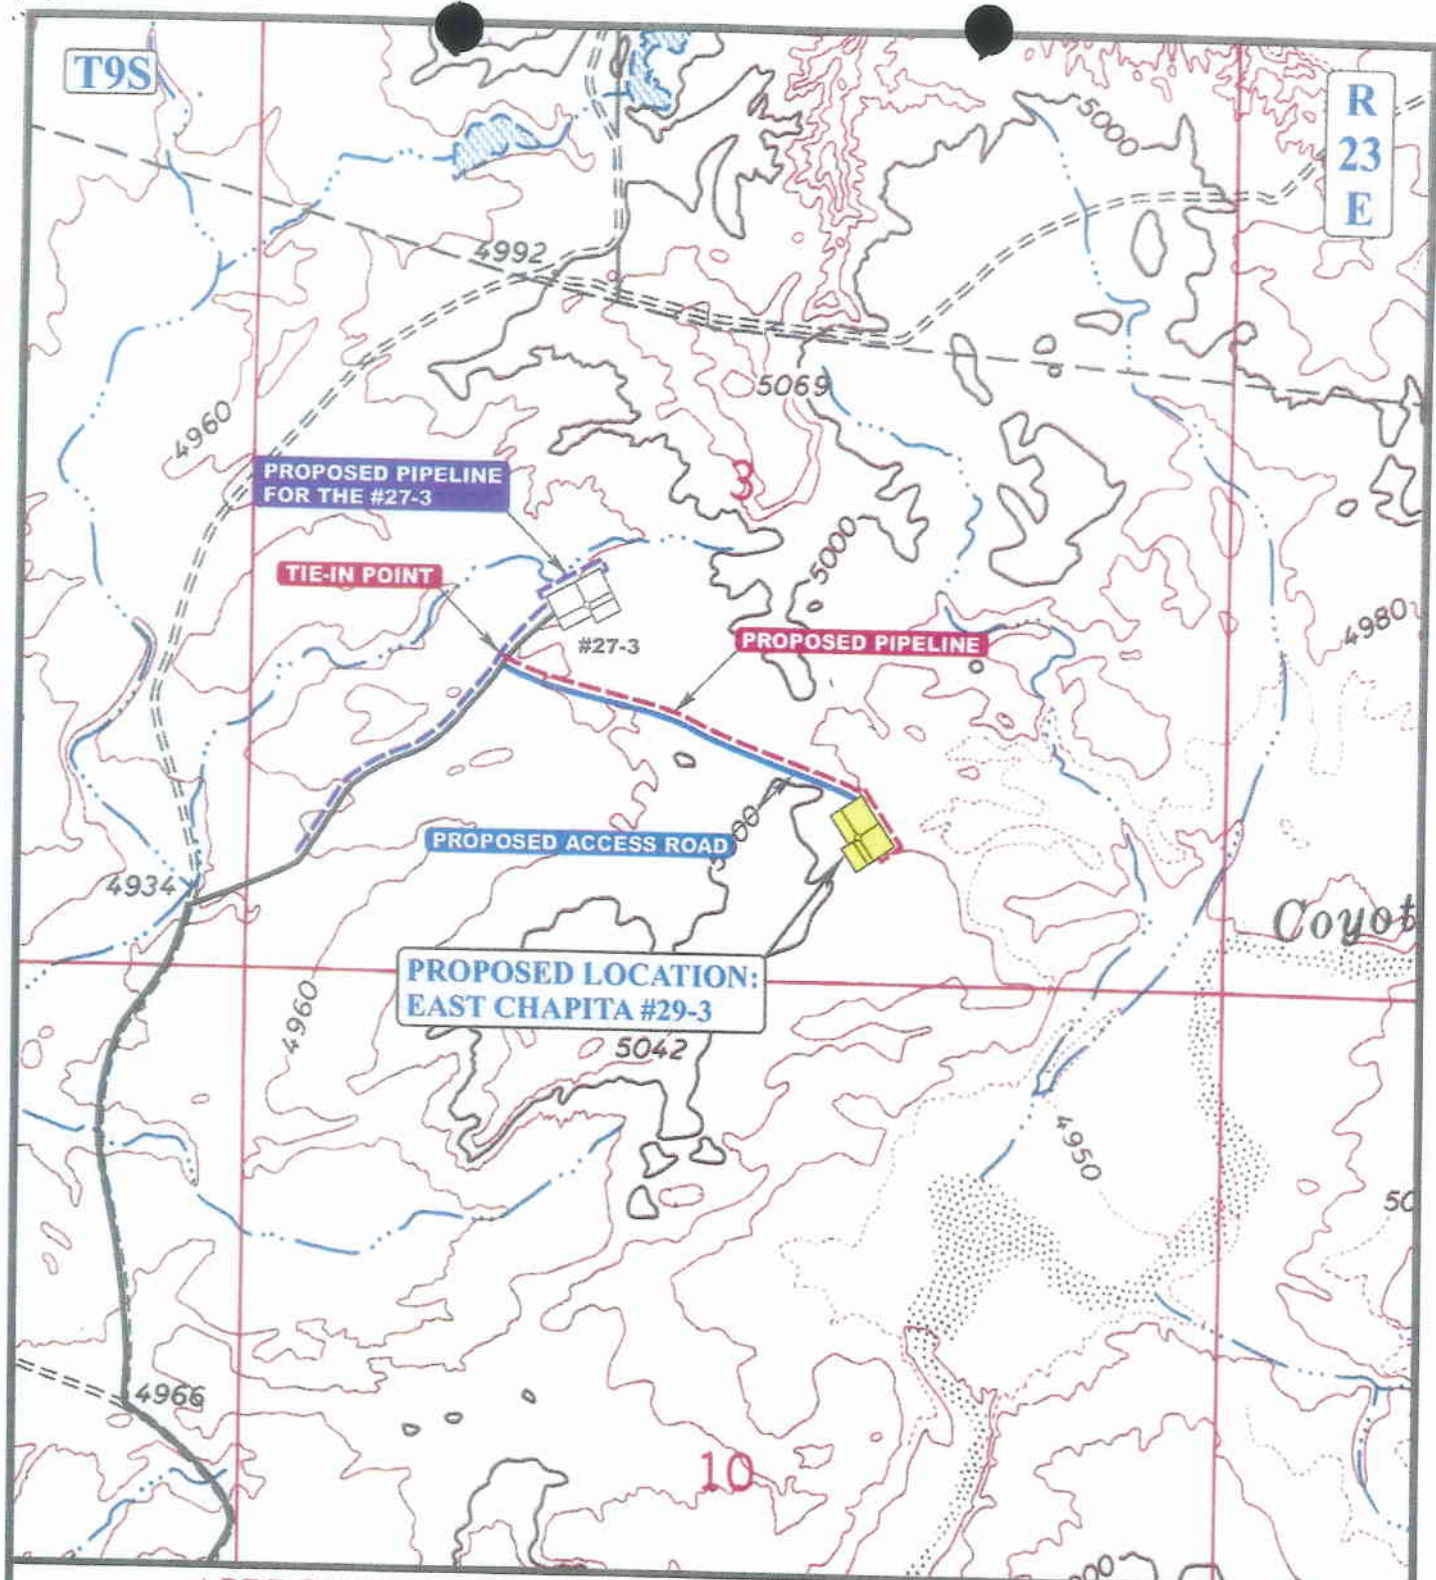 T9S
R
23
E
5000
4992
5069
4960
PROPOSED PIPELINE
FOR THE #27-3
3
5000
TIE-IN POINT
4980
#27-3
PROPOSED PIPELINE
PROPOSED ACCESS ROAD
4934
Coyot
PROPOSED LOCATION:
EAST CHAPITA #29-3
4960
5042
4950
50
4966
10